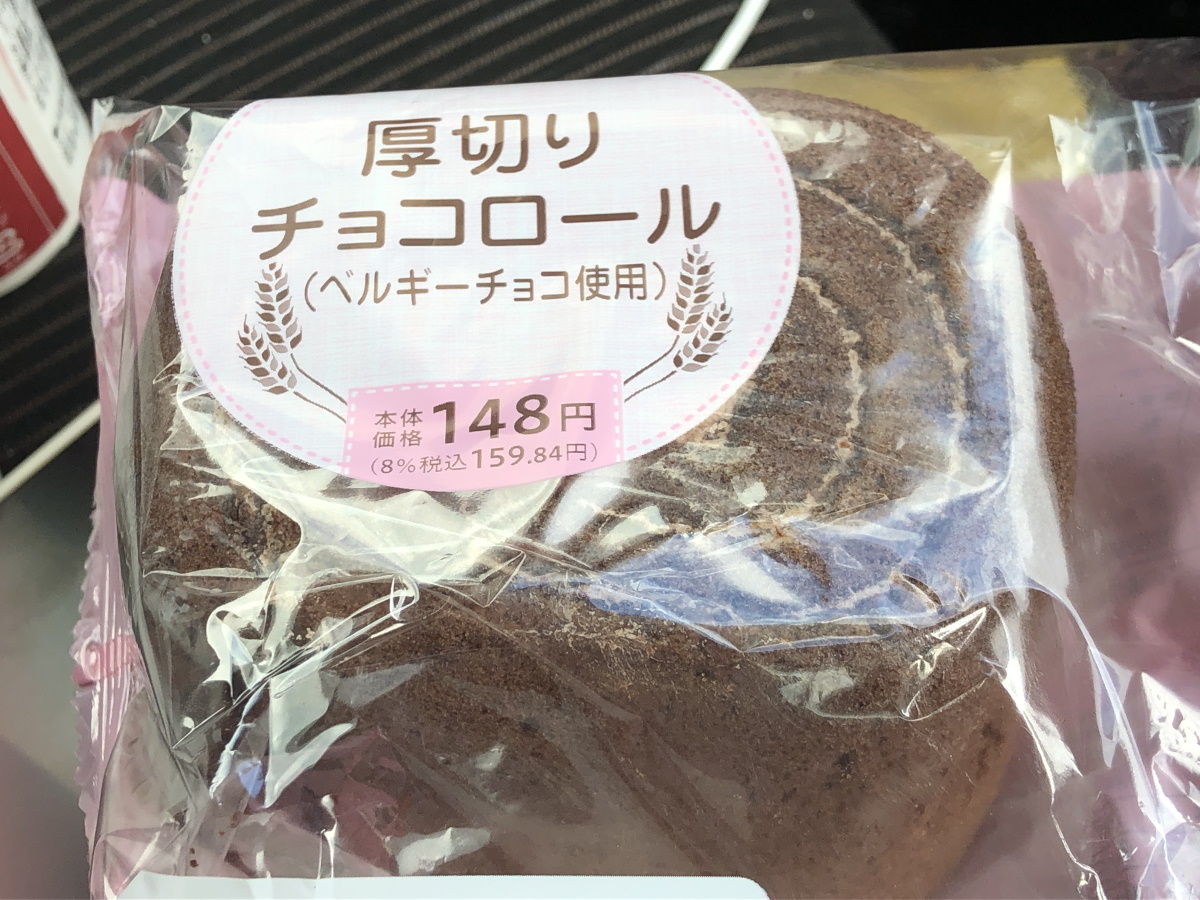 厚切り
チョコロール
(ベルギーチョコ使用)
本体
価格 148円
(8%税込159.84円)